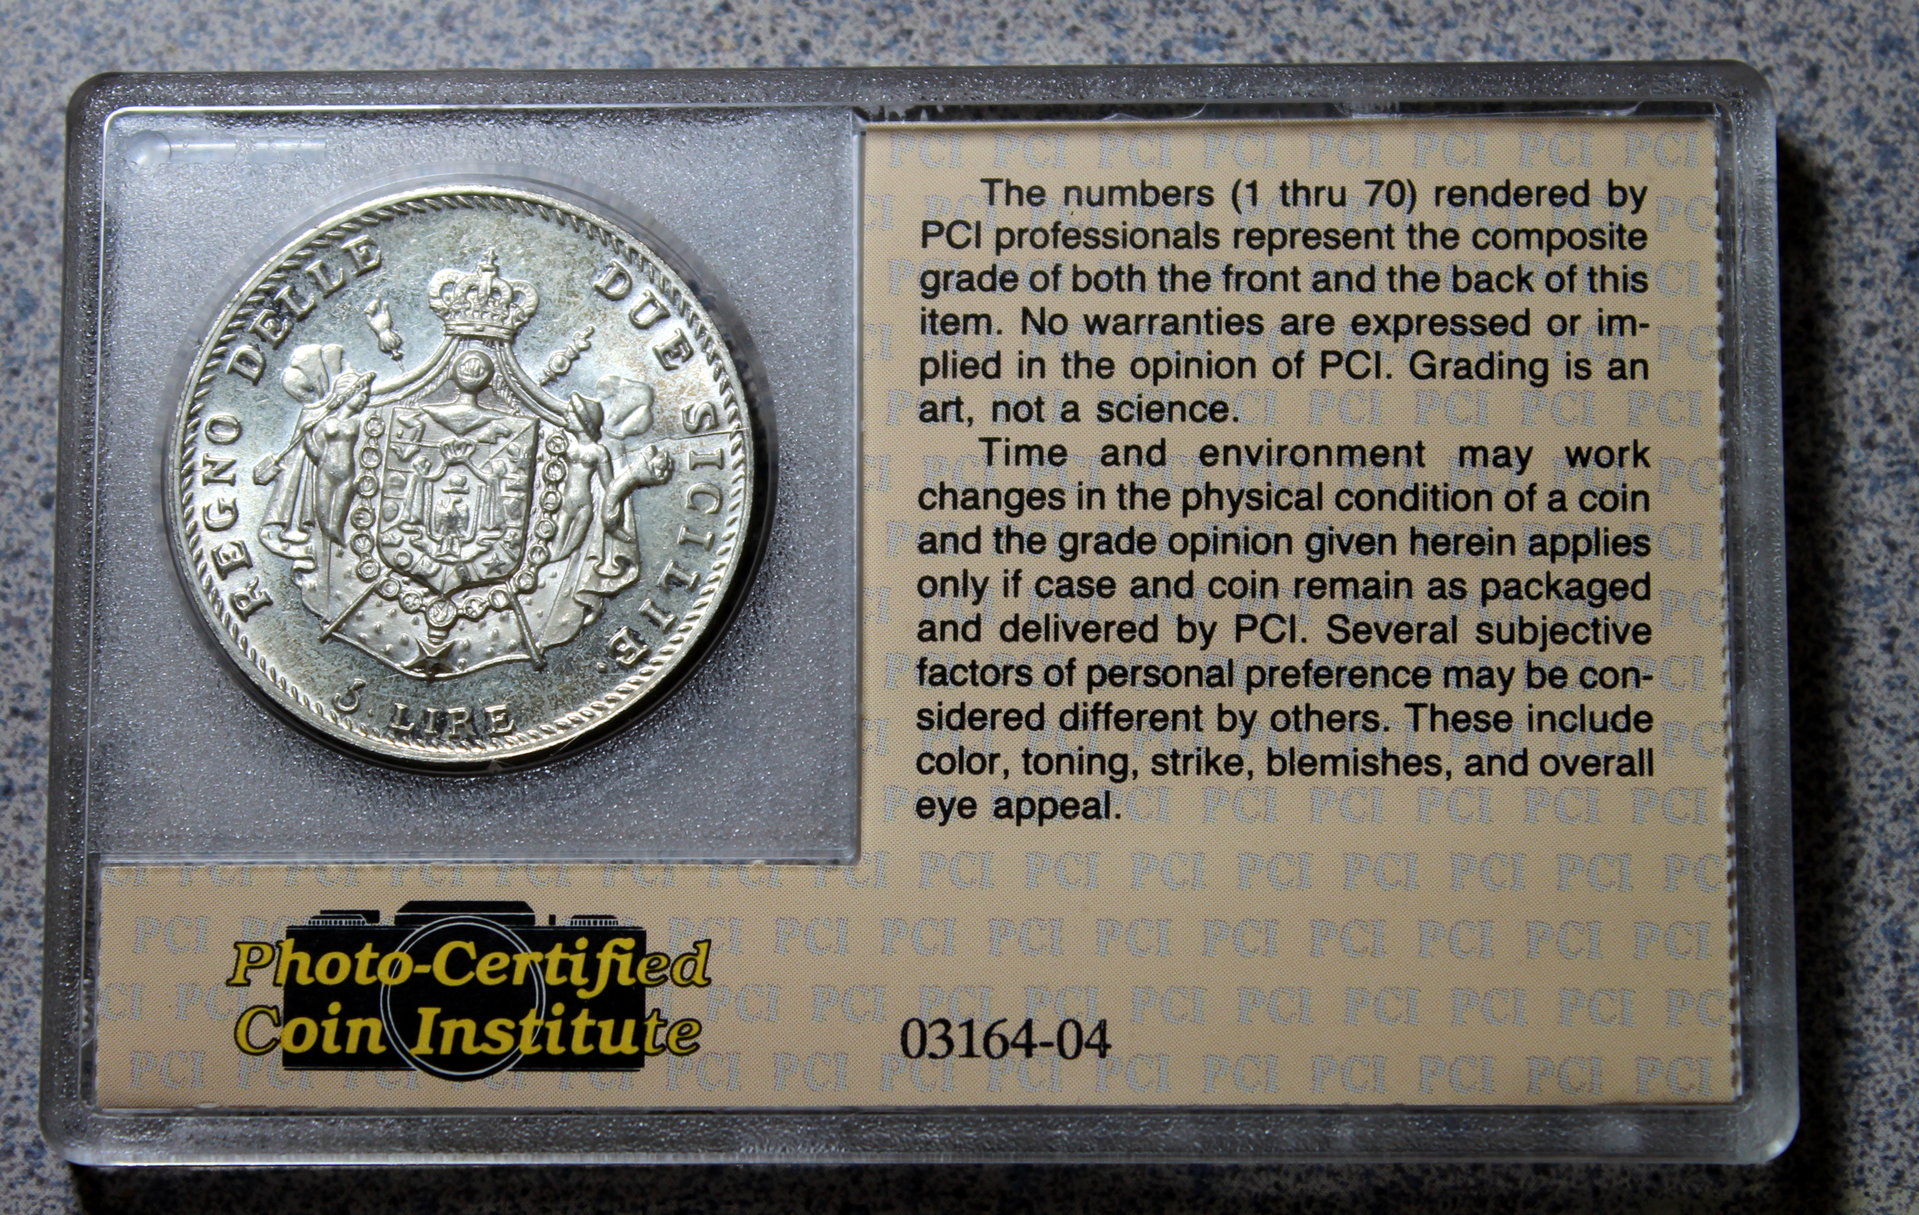 REGNO DELLE DUE SICILIE.
5. LIRE
The numbers (1 thru 70) rendered by
PCI professionals represent the composite
grade of both the front and the back of this
item. No warranties are expressed or im-
plied in the opinion of PCI. Grading is an
art, not a science.
Time and environment may work
changes in the physical condition of a coin
and the grade opinion given herein applies
only if case and coin remain as packaged
and delivered by PCI. Several subjective
factors of personal preference may be con-
sidered different by others. These include
color, toning, strike, blemishes, and overall
eye appeal.
Photo-Certified
Coin Institute
03164-04